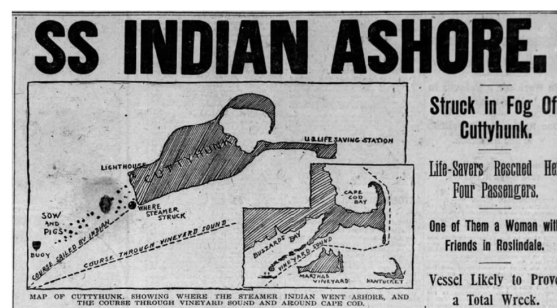 SS INDIAN ASHORE.
Struck in Fog Of
Cuttyhunk.
Life-Savers Rescued He
Four Passengers.
One of Them a Woman with
Friends in Roslindale.
Vessel Likely to Prov
a Total Wreck.
U.S. LIFE SAVING STATION
CUTTYHUNK
LIGHTHOUSE
WHERE
STEAMER
STRUCK
SOW
AND
PIGS
BUOY
COURSE SAILED BY INDIAN
COURSE THROUGH VINEYARD SOUND
CAPE
COD
BAY
BUZZARDS BAY
VINEYARD SOUND
MARTHAS
VINEYARD
NANTUCKET
MAP OF CUTTYHUNK, SHOWING WHERE THE STEAMER INDIAN WENT ASHORE, AND
THE COURSE THROUGH VINEYARD SOUND AND AROUND CAPE COD.